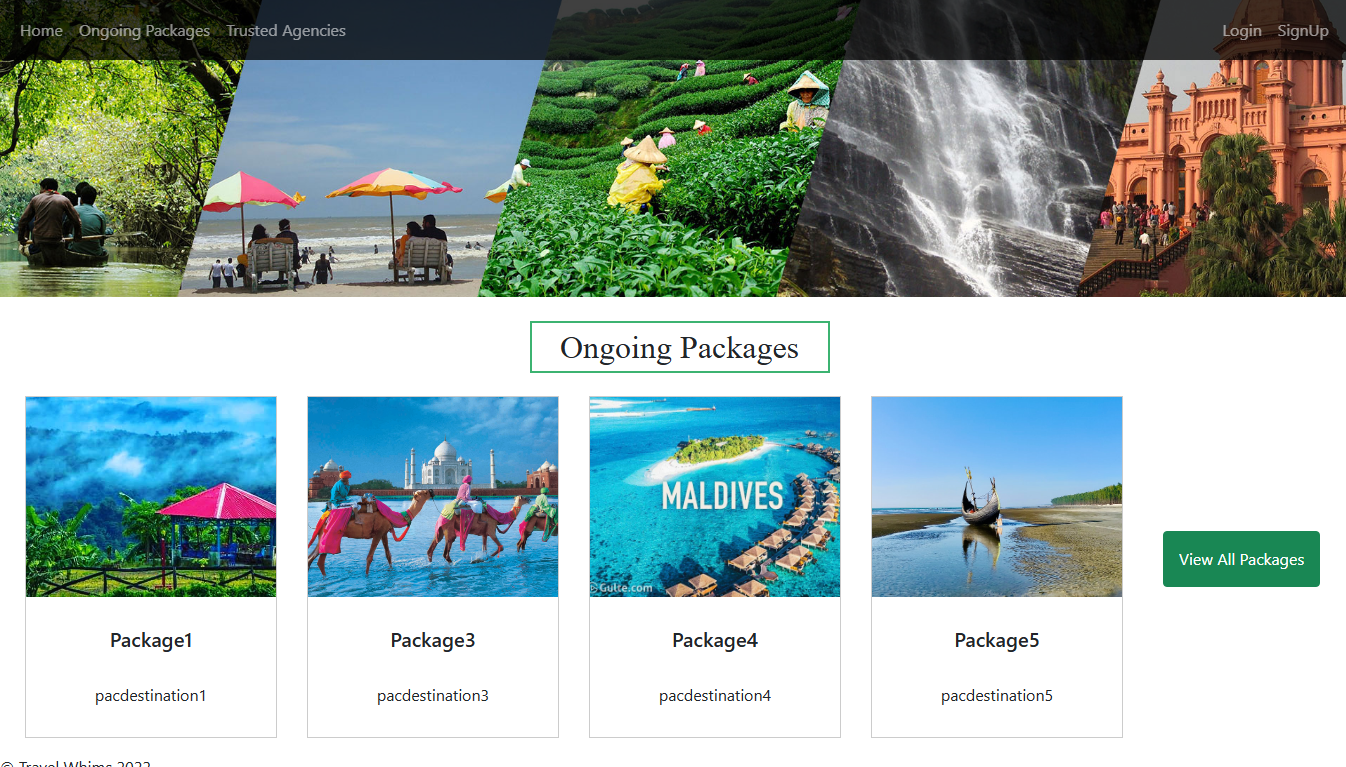 Home Ongoing Packages Trusted Agencies Login SignUp
Ongoing Packages
MALDIVES
© Gulte.com
View All Packages
Package1 Package3 Package4 Package5
pacdestination1 pacdestination3 pacdestination4 pacdestination5
© Travel Whims 2022